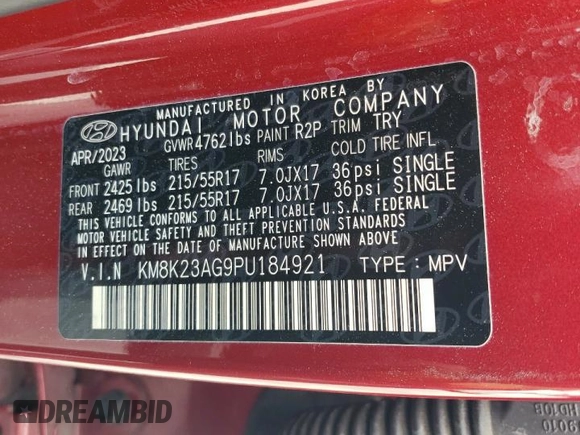 MANUFACTURED IN KOREA BY
HYUNDAI MOTOR COMPANY
APR/2023 GVWR4762lbs PAINT R2P TRIM TRY
GAWR TIRES RIMS COLD TIRE INFL
FRONT 2425 lbs 215/55R17 7.0JX17 36psi SINGLE
REAR 2469 lbs 215/55R17 7.0JX17 36psi SINGLE
THIS VEHICLE CONFORMS TO ALL APPLICABLE U.S.A. FEDERAL
MOTOR VEHICLE SAFETY AND THEFT PREVENTION STANDARDS
IN EFFECT ON THE DATE OF MANUFACTURE SHOWN ABOVE.
V.I.N KM8K23AG9PU184921 TYPE : MPV
DREAMBID